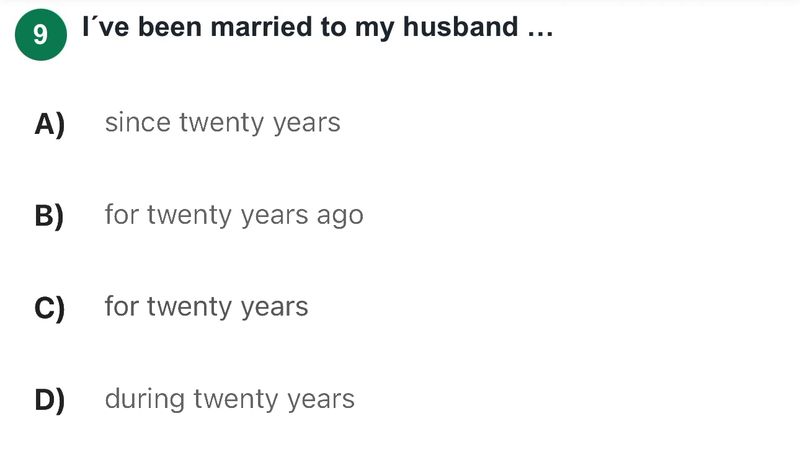 9 I´ve been married to my husband ...
A) since twenty years
B) for twenty years ago
C) for twenty years
D) during twenty years